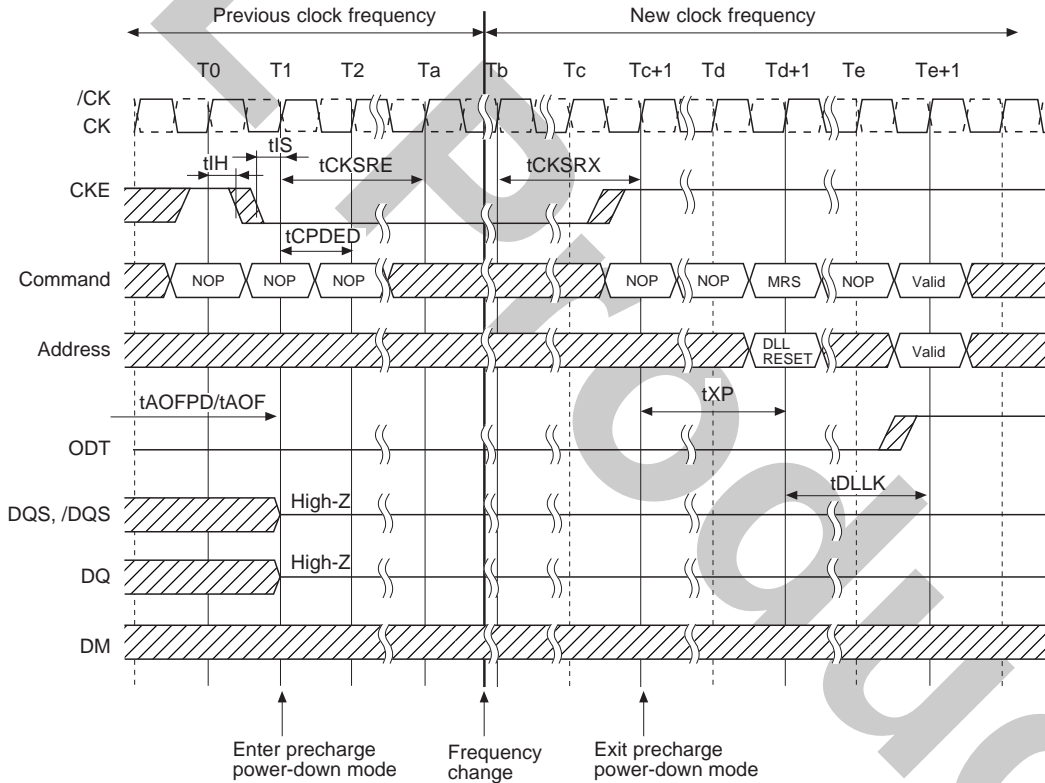 Previous clock frequency New clock frequency
T0 T1 T2 Ta Tb Tc Tc+1 Td Td+1 Te Te+1
/CK
CK
tIH tIS tCKSRE tCKSRX
CKE
tCPDED
Command NOP NOP NOP NOP NOP MRS NOP Valid
Address DLL RESET Valid
tAOFPD/tAOF tXP
ODT
tDLLK
DQS, /DQS High-Z
DQ High-Z
DM
Enter precharge
power-down mode
Frequency
change
Exit precharge
power-down mode